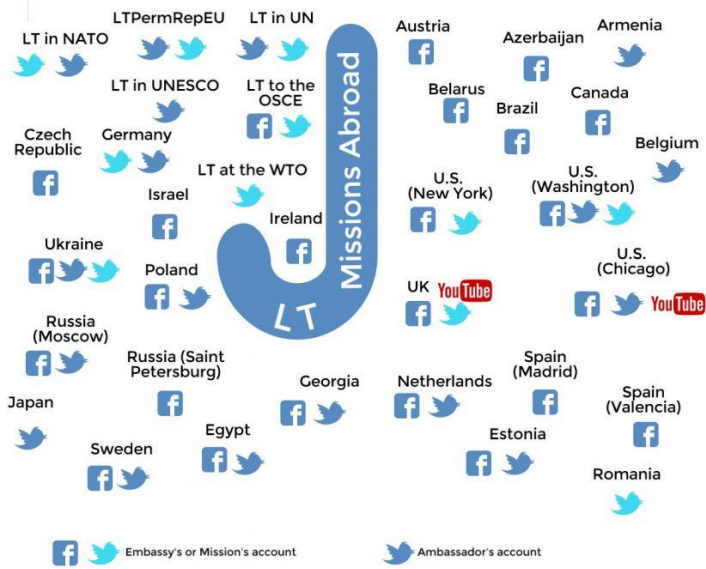 LT in NATO
LTPermRepEU
LT in UN
Austria
Azerbaijan
Armenia
LT in UNESCO
LT to the
OSCE
Belarus
Brazil
Canada
Czech
Republic
Germany
LT at the WTO
Missions Abroad
Belgium
Israel
Ireland
U.S.
(New York)
U.S.
(Washington)
Ukraine
Poland
LT
UK
YouTube
U.S.
(Chicago)
YouTube
Russia
(Moscow)
Russia (Saint
Petersburg)
Georgia
Netherlands
Spain
(Madrid)
Spain
(Valencia)
Japan
Sweden
Egypt
Estonia
Romania
Embassy's or Mission's account
Ambassador's account